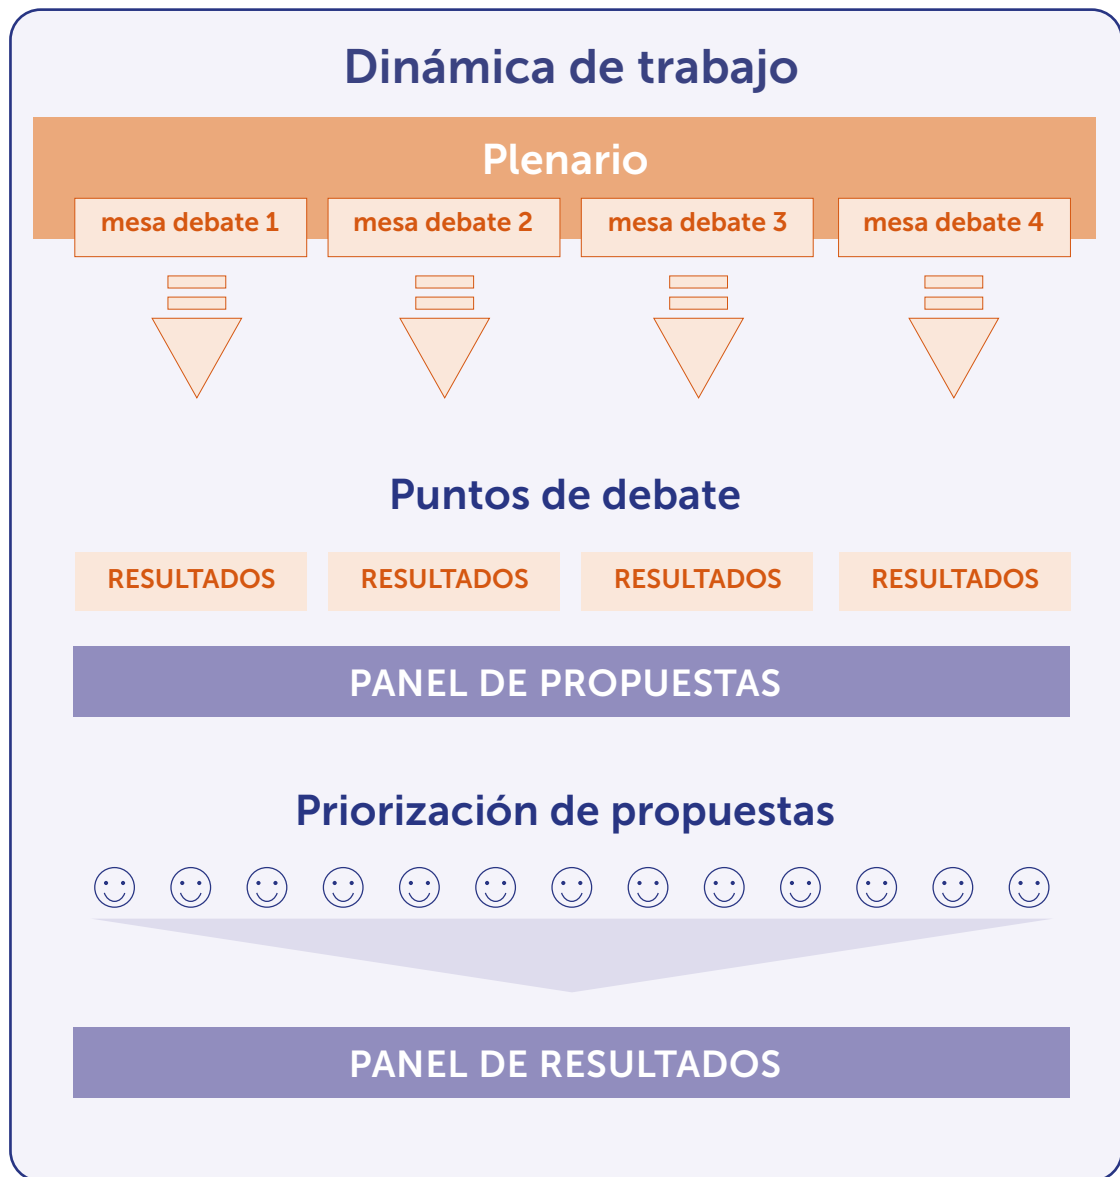 Dinámica de trabajo
Plenario
mesa debate 1
mesa debate 2
mesa debate 3
mesa debate 4
Puntos de debate
RESULTADOS
RESULTADOS
RESULTADOS
RESULTADOS
PANEL DE PROPUESTAS
Priorización de propuestas
PANEL DE RESULTADOS